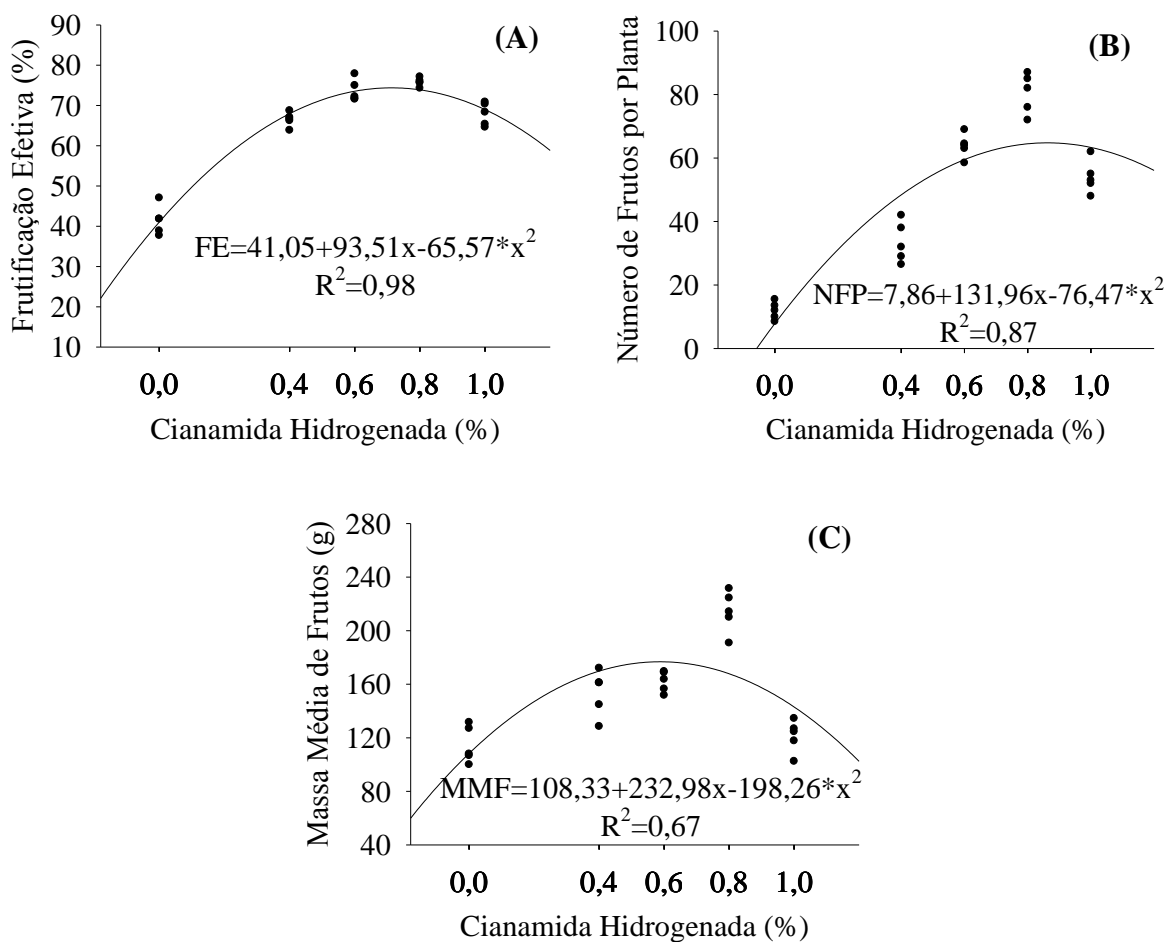 (A)
Frutificação Efetiva (%)
90
80
70
60
50
40
30
20
10
FE=41,05+93,51x-65,57*x²
R²=0,98
0,0 0,4 0,6 0,8 1,0
Cianamida Hidrogenada (%)
(B)
Número de Frutos por Planta
100
80
60
40
20
0
NFP=7,86+131,96x-76,47*x²
R²=0,87
0,0 0,4 0,6 0,8 1,0
Cianamida Hidrogenada (%)
(C)
Massa Média de Frutos (g)
280
240
200
160
120
80
40
MMF=108,33+232,98x-198,26*x²
R²=0,67
0,0 0,4 0,6 0,8 1,0
Cianamida Hidrogenada (%)